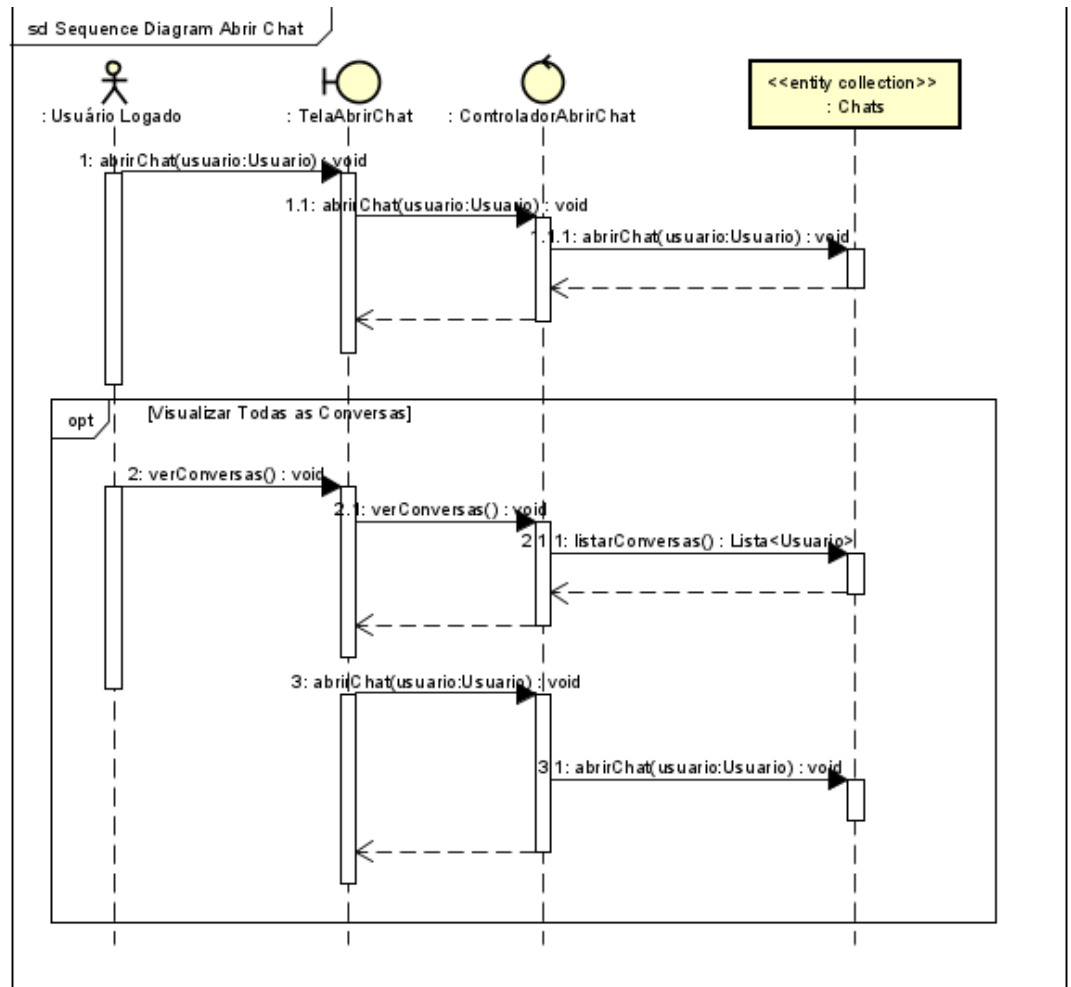 sd Sequence Diagram Abrir Chat
<<entity collection>>
: Chats
: Usuário Logado
: TelaAbrirChat
: ControladorAbrirChat
1: abrirChat(usuario:Usuario) : void
1.1: abrirChat(usuario:Usuario) : void
1.1.1: abrirChat(usuario:Usuario) : void
opt
[Visualizar Todas as Conversas]
2: verConversas() : void
2.1: verConversas() : void
2.1.1: listarConversas() : Lista<Usuario>
3: abrirChat(usuario:Usuario) : void
3.1: abrirChat(usuario:Usuario) : void